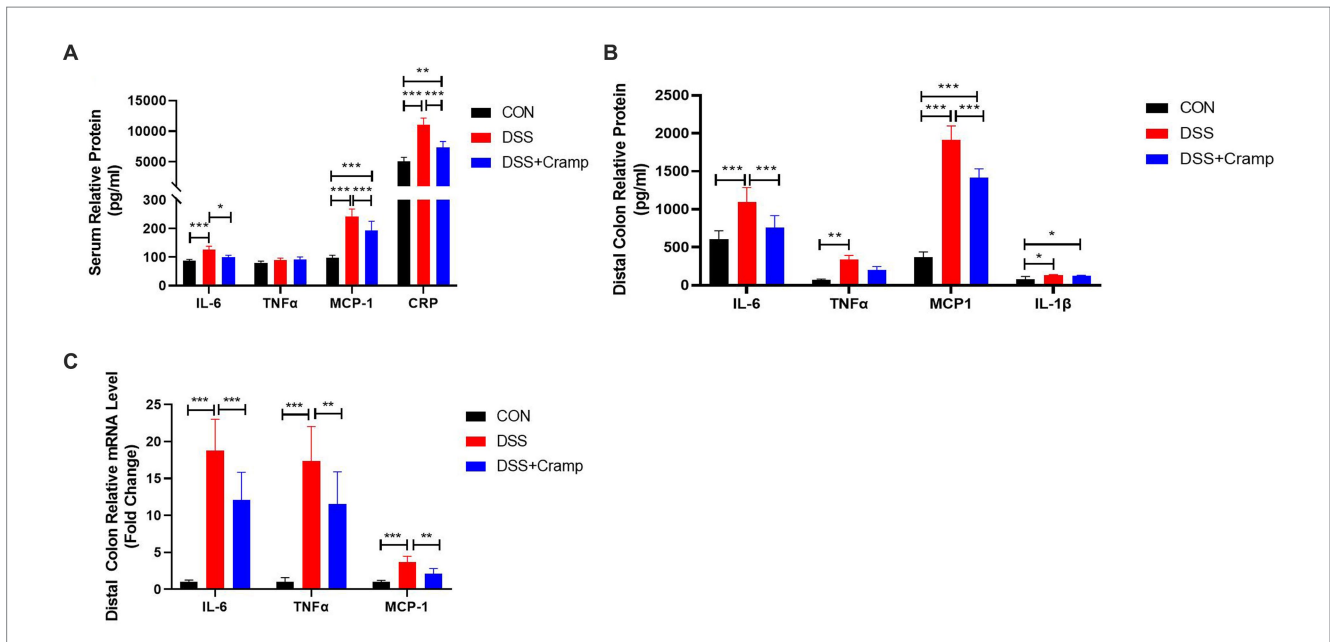 A
Serum Relative Protein
(pg/ml)
15000
10000
5000
300
200
100
0
***
*
***
***
***
**
***
***
IL-6
TNFα
MCP-1
CRP
CON
DSS
DSS+Cramp
B
Distal Colon Relative Protein
(pg/ml)
2500
2000
1500
1000
500
0
***
***
**
***
***
***
*
*
IL-6
TNFα
MCP1
IL-1β
CON
DSS
DSS+Cramp
C
Distal Colon Relative mRNA Level
(Fold Change)
25
20
15
10
5
0
***
***
***
**
***
**
IL-6
TNFα
MCP-1
CON
DSS
DSS+Cramp